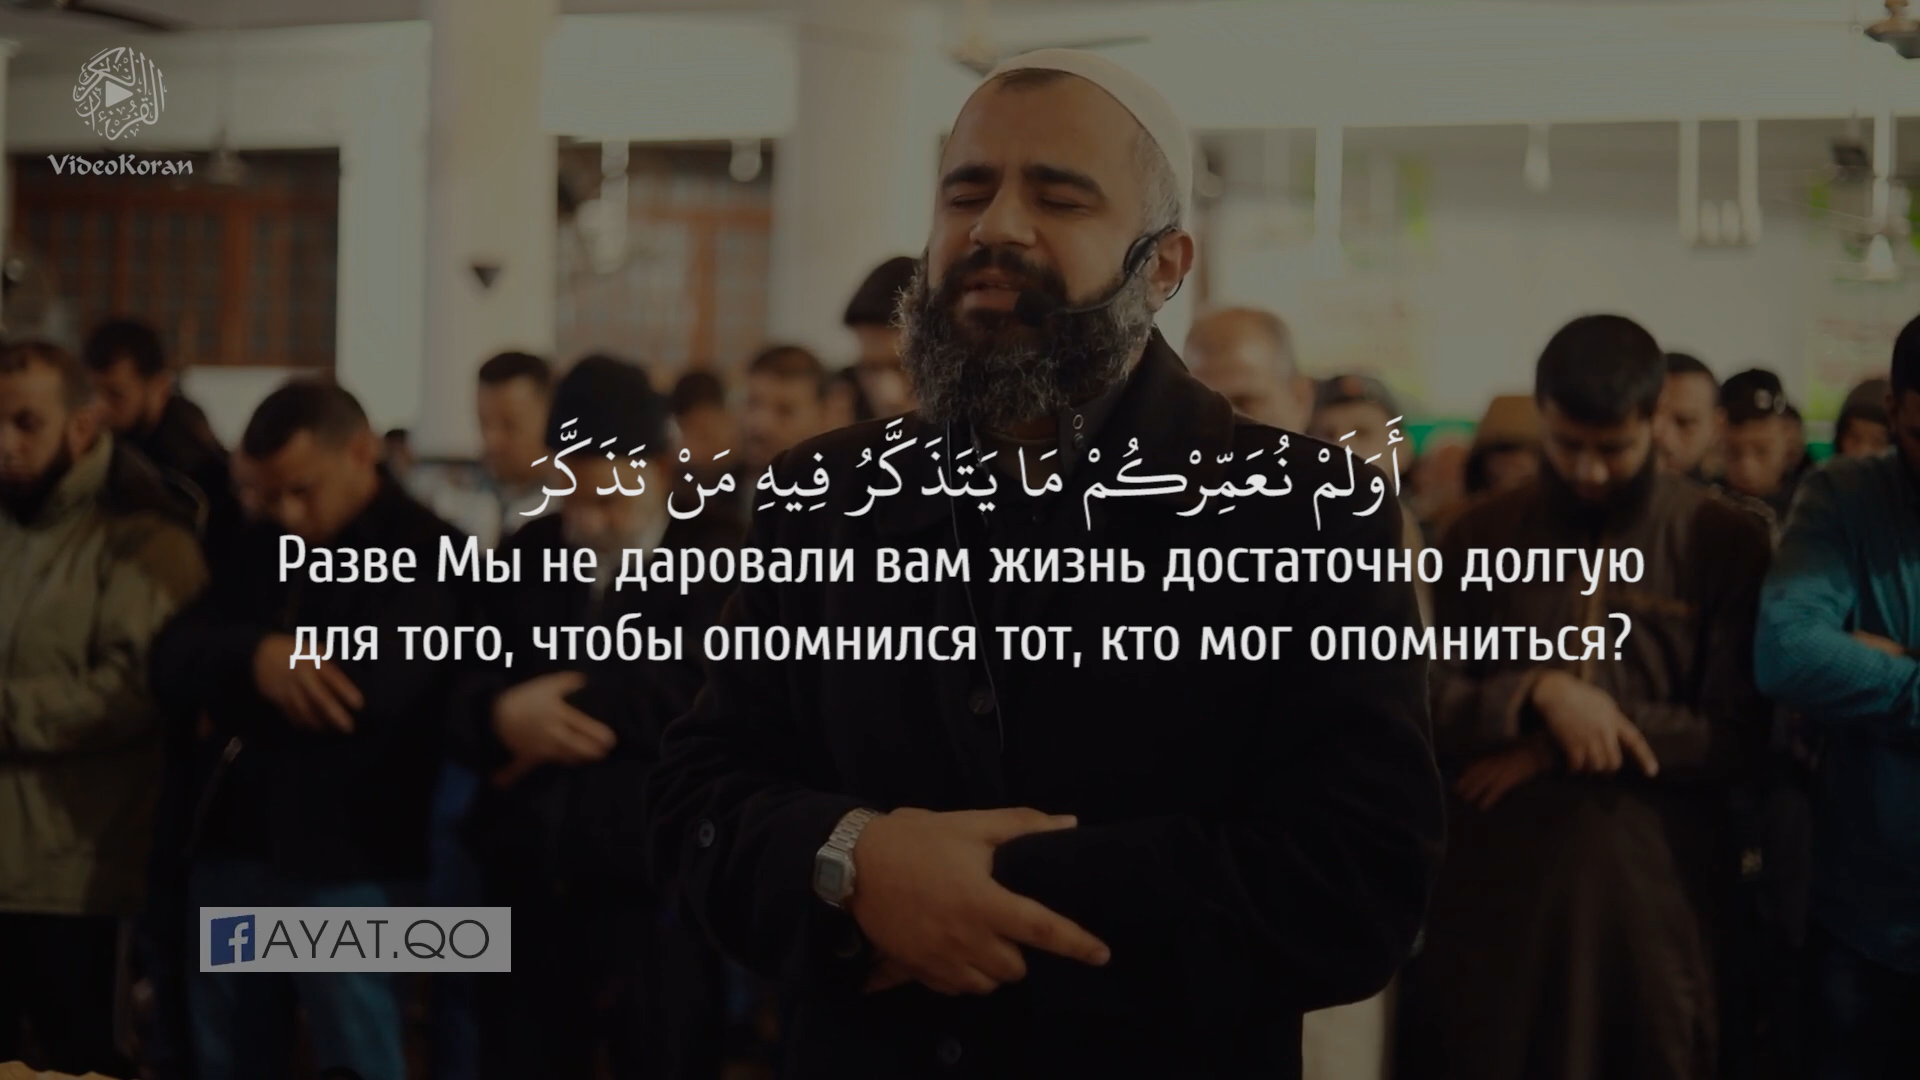 VideoKoran
أَوَلَمْ نُعَمِّرْكُمْ مَا يَتَذَكَّرُ فِيهِ مَنْ تَذَكَّرَ
Разве Мы не даровали вам жизнь достаточно долгую
для того, чтобы опомнился тот, кто мог опомниться?
AYAT.QO